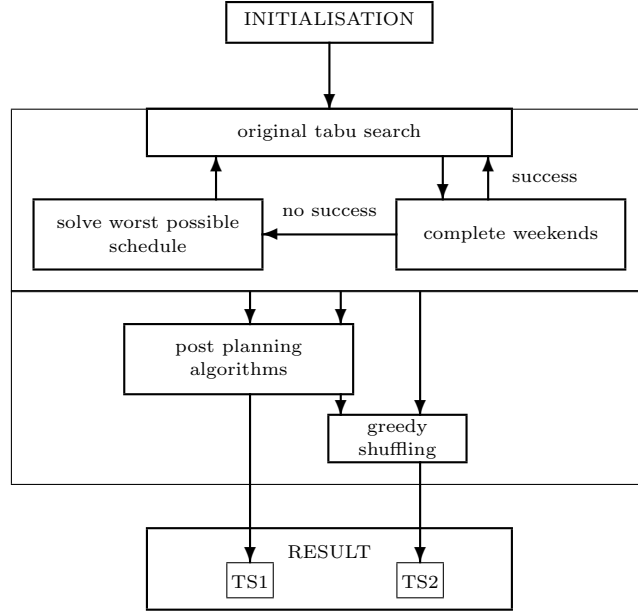 INITIALISATION
original tabu search
success
no success
solve worst possible
schedule
complete weekends
post planning
algorithms
greedy
shuffling
RESULT
TS1
TS2